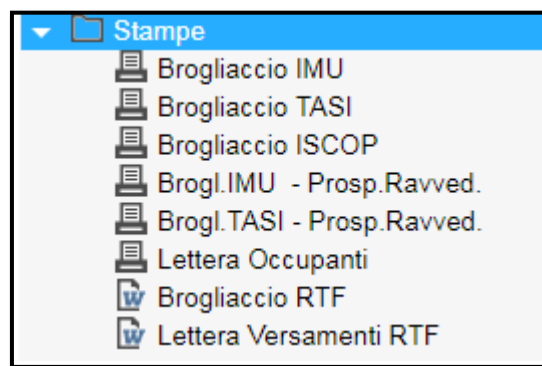 Stampe
Brogliaccio IMU
Brogliaccio TASI
Brogliaccio ISCOP
Brogl.IMU - Prosp.Ravved.
Brogl.TASI - Prosp.Ravved.
Lettera Occupanti
Brogliaccio RTF
Lettera Versamenti RTF